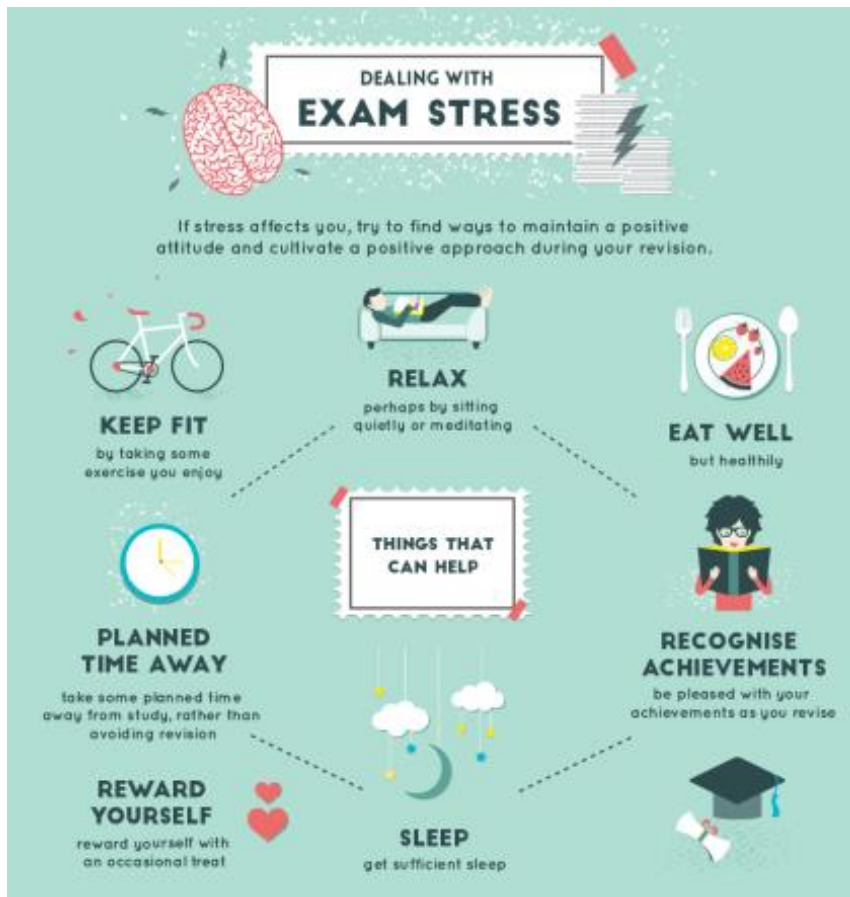 DEALING WITH
EXAM STRESS
If stress affects you, try to find ways to maintain a positive
attitude and cultivate a positive approach during your revision.
KEEP FIT
by taking some
exercise you enjoy
RELAX
perhaps by sitting
quietly or meditating
EAT WELL
but healthily
THINGS THAT
CAN HELP
PLANNED
TIME AWAY
take some planned time
away from study, rather than
avoiding revision
RECOGNISE
ACHIEVEMENTS
be pleased with your
achievements as you revise
REWARD
YOURSELF
reward yourself with
an occasional treat
SLEEP
get sufficient sleep